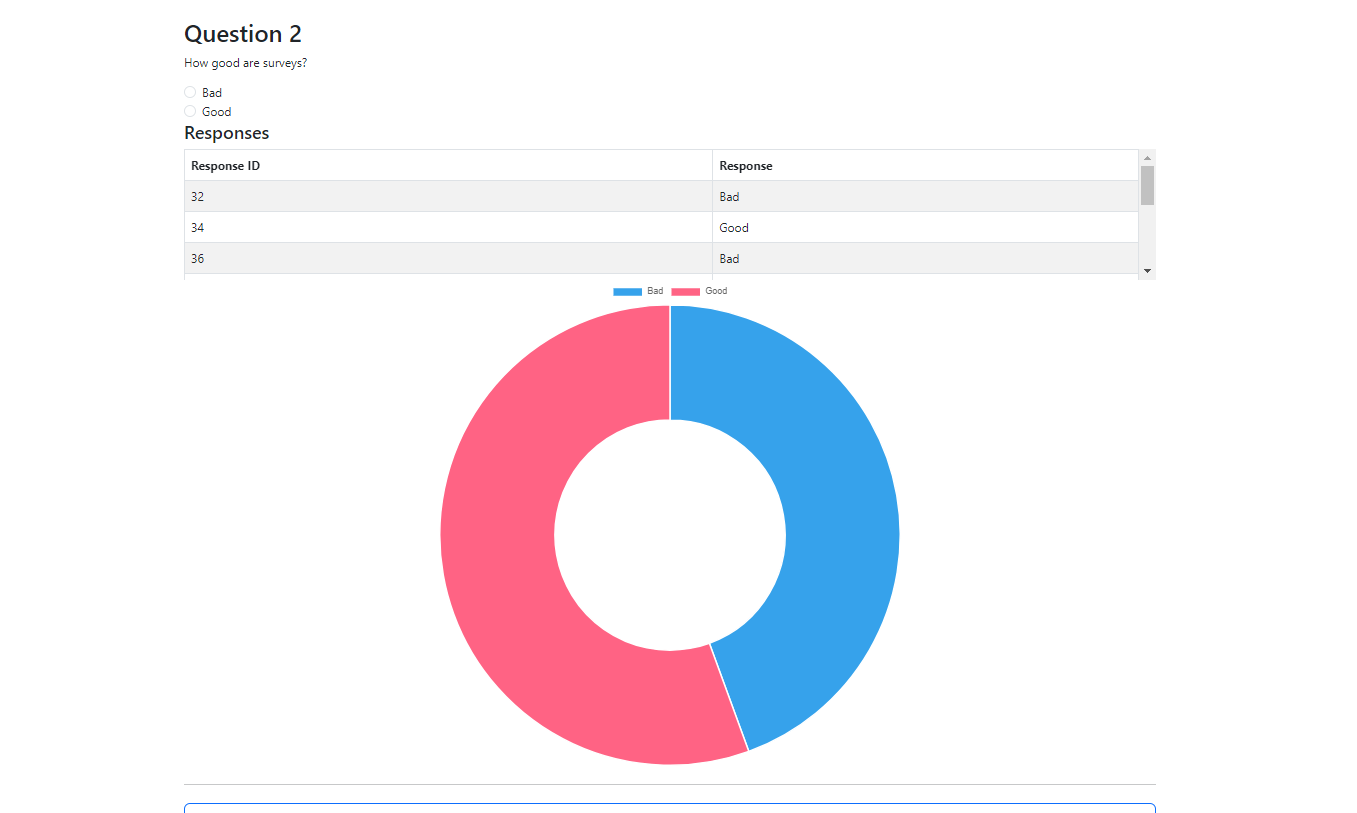 Question 2
How good are surveys?
Bad
Good
Responses
Response ID Response
32 Bad
34 Good
36 Bad
Bad Good